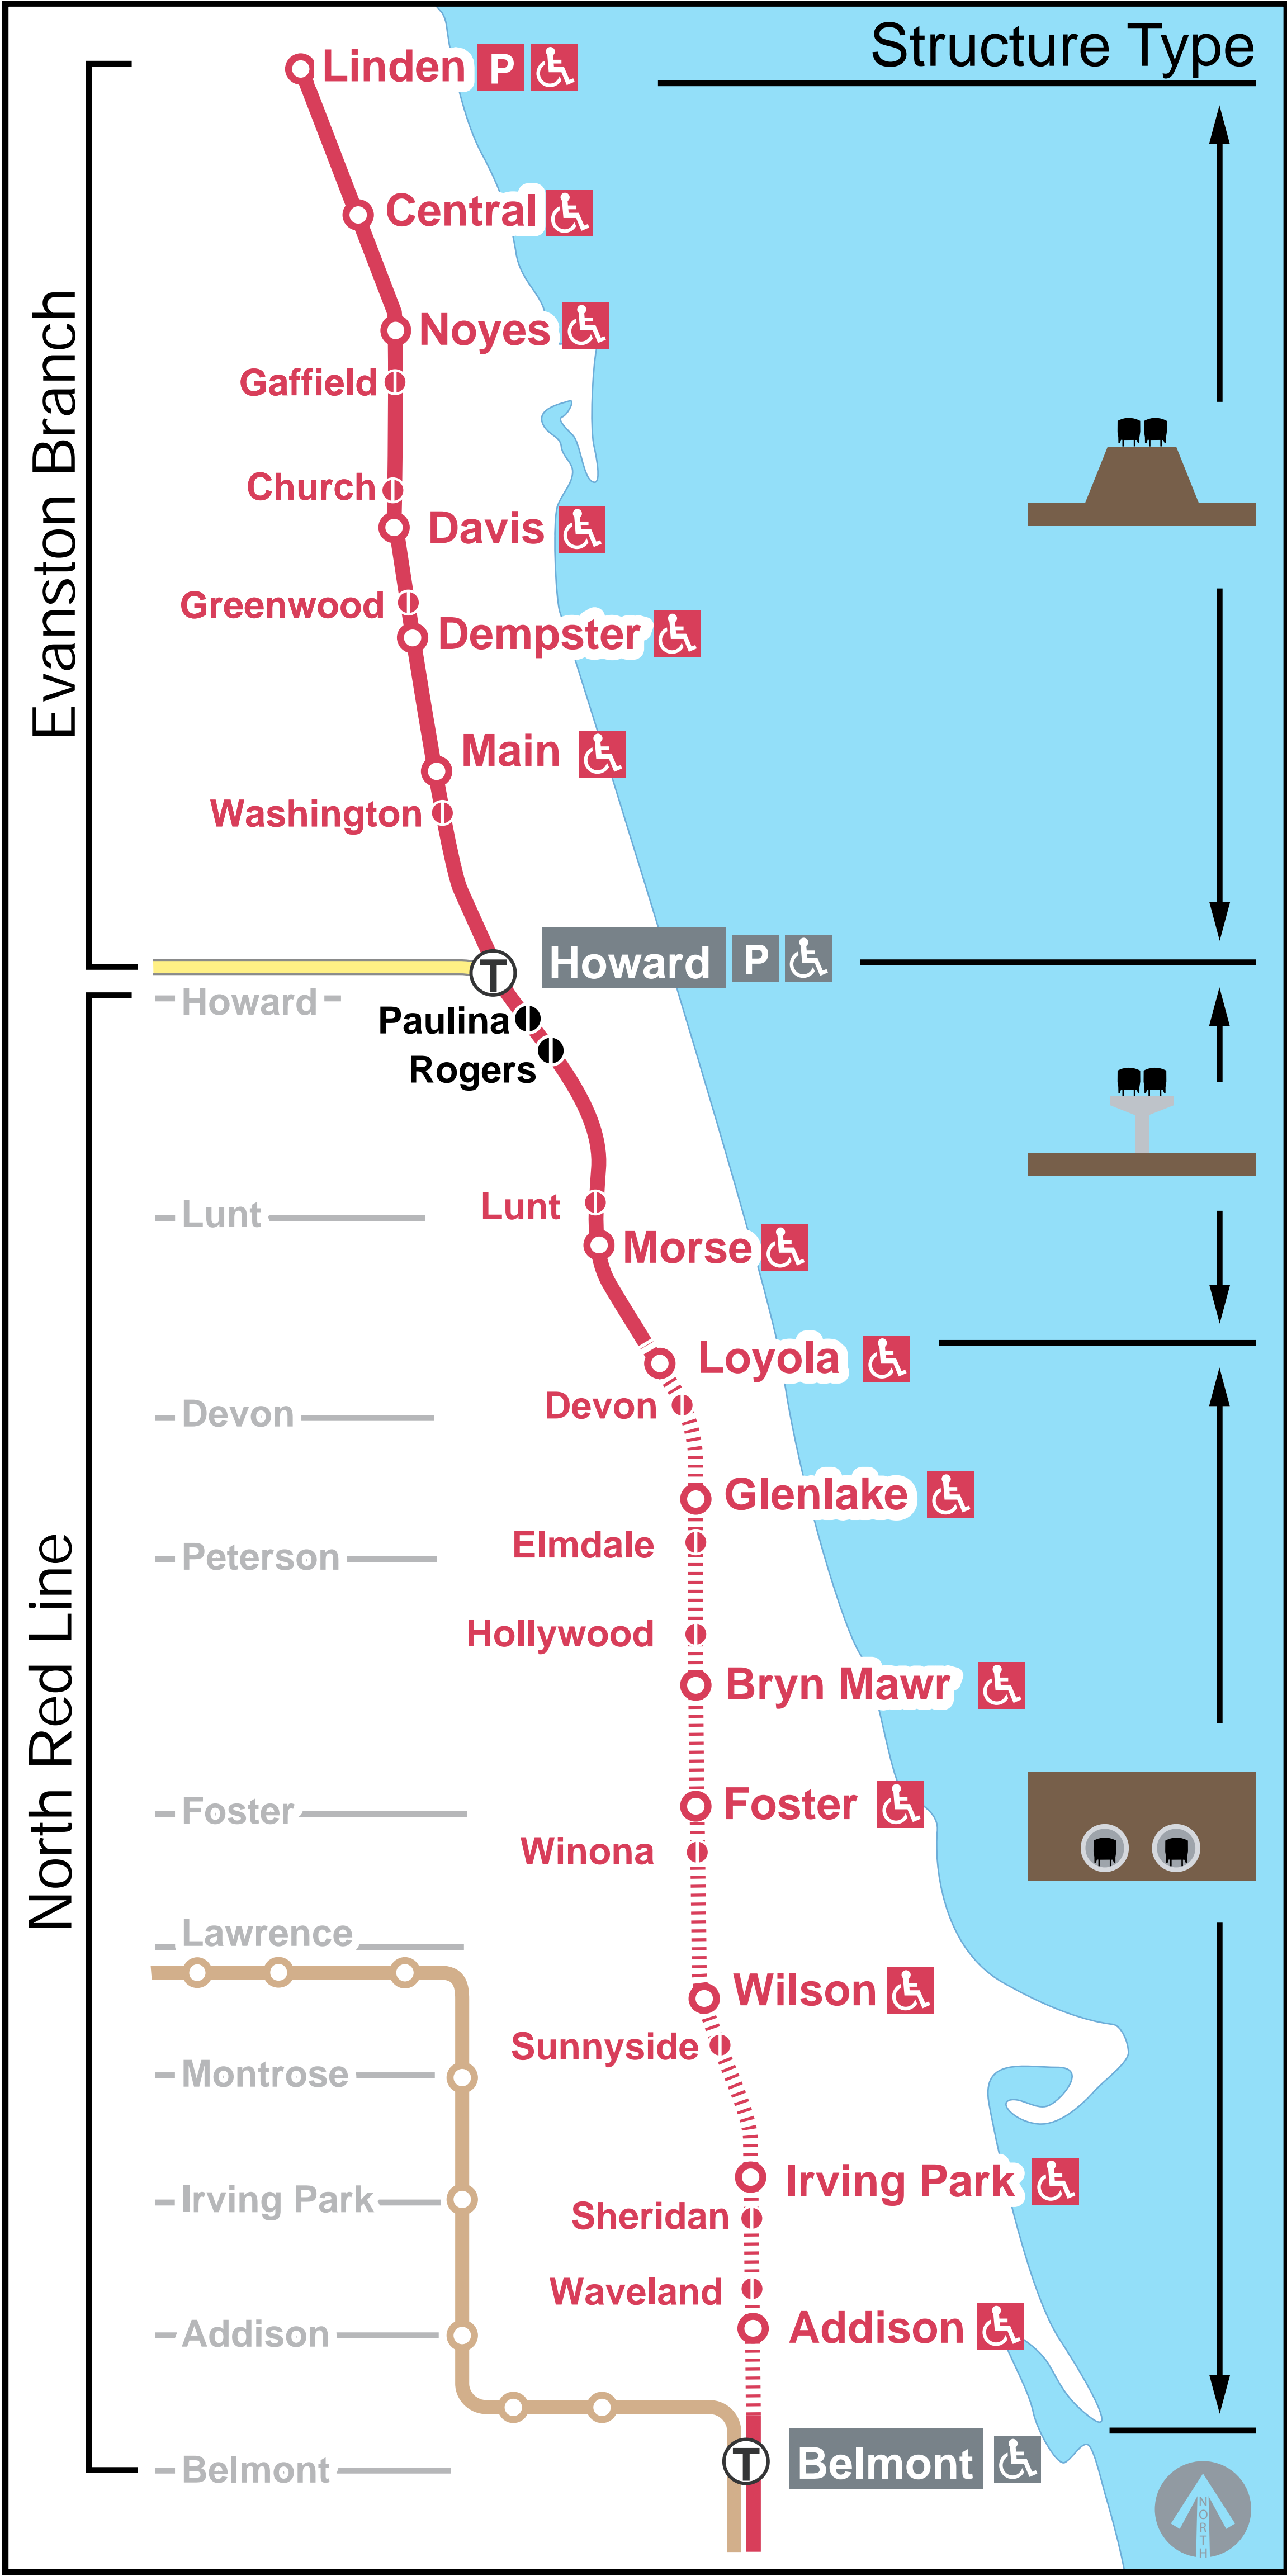 Structure Type
Linden P
Central
Noyes
Gaffield
Church
Davis
Greenwood
Dempster
Main
Washington
Evanston Branch
T
Howard P
Howard
Paulina
Rogers
Lunt
Lunt
Morse
Loyola
Devon
Devon
Glenlake
Elmdale
Peterson
Hollywood
Bryn Mawr
North Red Line
Foster
Foster
Winona
Lawrence
Wilson
Sunnyside
Montrose
Irving Park
Irving Park
Sheridan
Waveland
Addison
Addison
T
Belmont
Belmont
NORTH